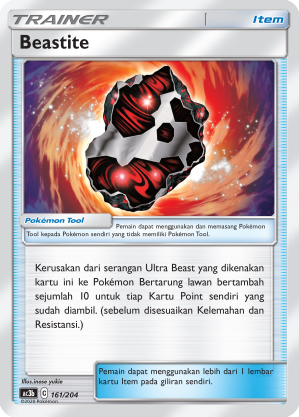 TRAINER Item
Beastite
Pokémon Tool
Pemain dapat menggunakan dan memasang Pokémon
Tool kepada Pokémon sendiri yang tidak memiliki Pokémon Tool.
Kerusakan dari serangan Ultra Beast yang dikenakan
kartu ini ke Pokémon Bertarung lawan bertambah
sejumlah 10 untuk tiap Kartu Point sendiri yang
sudah diambil. (sebelum disesuaikan Kelemahan dan
Resistansi.)
Pemain dapat menggunakan lebih dari 1 lembar
kartu Item pada giliran sendiri.
Illus.inose yukie
AC3b C 161/204
©2020 Pokémon